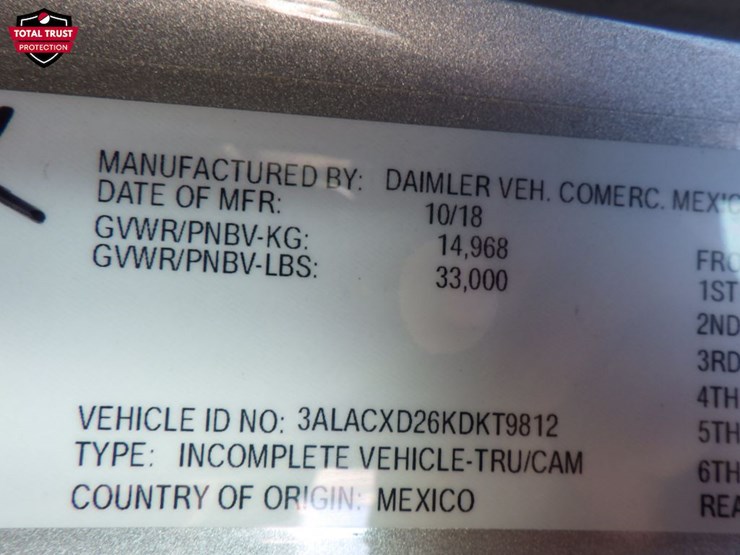 TOTAL TRUST
PROTECTION
MANUFACTURED BY: DAIMLER VEH. COMERC. MEXIC
DATE OF MFR: 10/18
GVWR/PNBV-KG: 14,968
GVWR/PNBV-LBS: 33,000
FRO
1ST
2ND
3RD
4TH
5TH
6TH
REA
VEHICLE ID NO: 3ALACXD26KDKT9812
TYPE: INCOMPLETE VEHICLE-TRU/CAM
COUNTRY OF ORIGIN: MEXICO